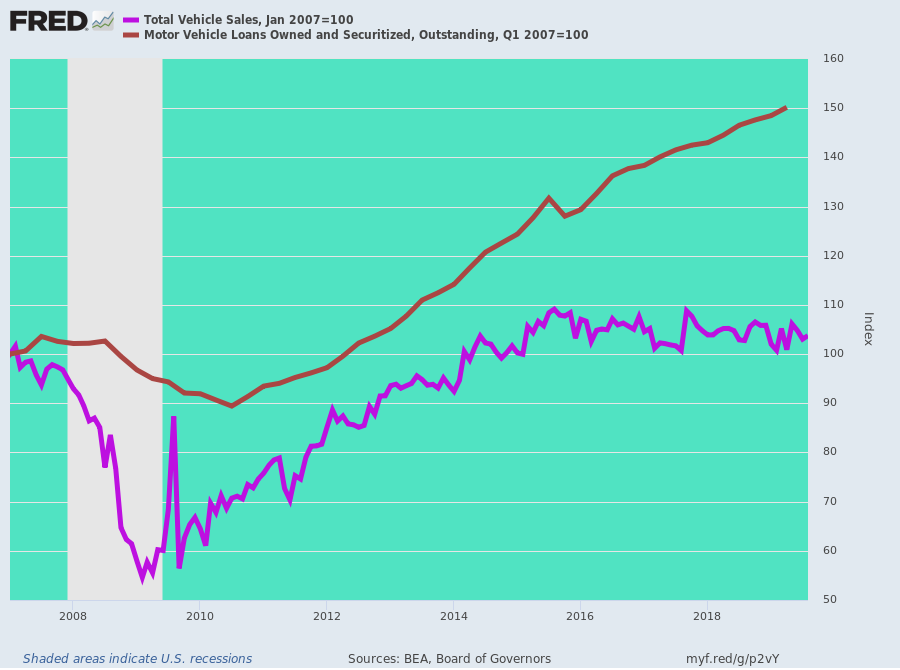 FRED
Total Vehicle Sales, Jan 2007=100
Motor Vehicle Loans Owned and Securitized, Outstanding, Q1 2007=100
160
150
140
130
120
110
100
90
80
70
60
50
Index
2008 2010 2012 2014 2016 2018
Shaded areas indicate U.S. recessions Sources: BEA, Board of Governors myf.red/g/p2vY